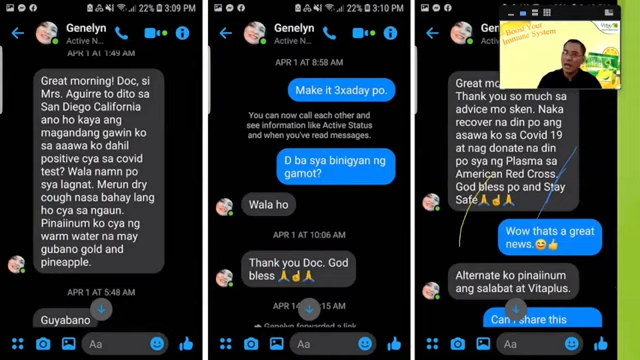 22% 3:09 PM
Genelyn
Active N...
APR 1 AT 1:49 AM
Great morning! Doc, si
Mrs. Aguirre to dito sa
San Diego California
ano ho kaya ang
magandang gawin ko
sa aaawa ko dahil
positive cya sa covid
test? Wala namn po sya
lagnat. Merun dry
cough nasa bahay lang
ho cya sa ngaun.
Pinaiinum ko cya ng
warm water na may
gubano gold and
pineapple.
APR 1 AT 5:48 AM
Guyabano
Aa
22% 3:10 PM
Genelyn
Active N...
APR 1 AT 8:58 AM
Make it 3xaday po.
You can now call each other and
see information like Active Status
and when you've read messages.
D ba sya binigyan ng
gamot?
Wala ho
APR 1 AT 10:06 AM
Thank you Doc. God
bless 🙏☝🙏
Genelyn forwarded a link
Aa
Genelyn
Active N
Boost Your
Immune System
Great mo
Thank you so much sa
advice mo sken. Naka
recover na din po ang
asawa ko sa Covid 19
at nag donate na din
po sya ng Plasma sa
American Red Cross.
God bless po and Stay
Safe🙏☝🙏
Wow thats a great
news.😊👍
Alternate ko pinaiinum
ang salabat at Vitaplus.
Can I share this
Aa